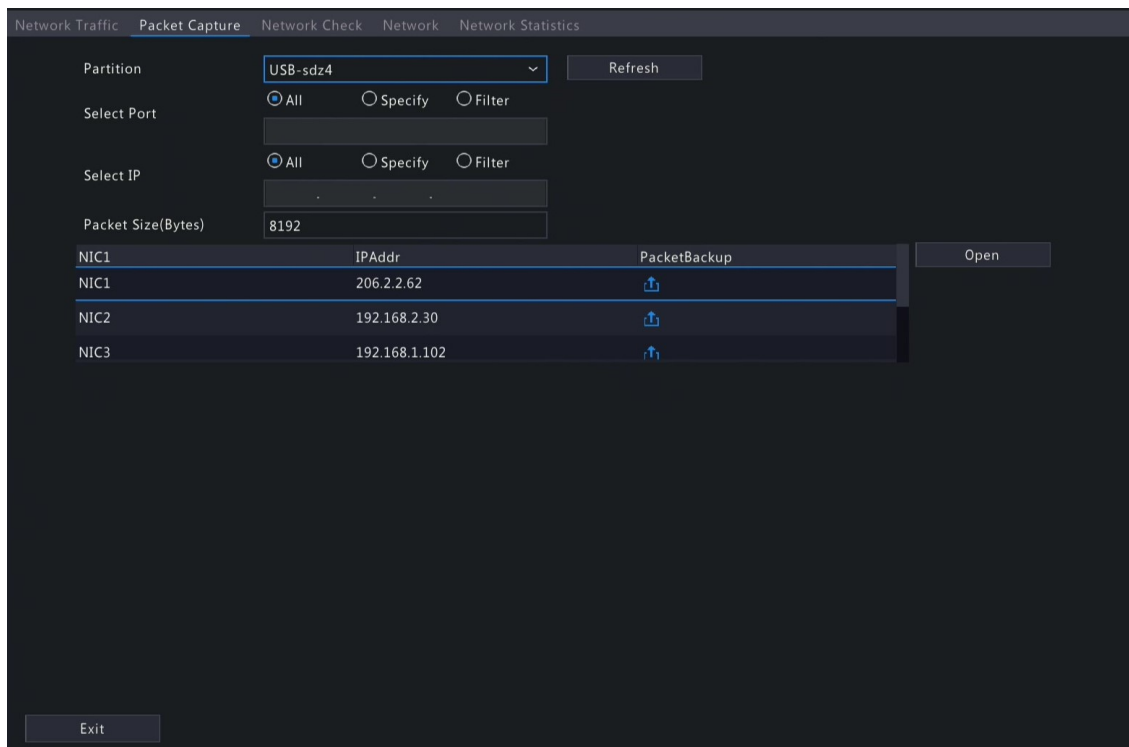 Network Traffic Packet Capture Network Check Network Network Statistics
Partition USB-sdz4 Refresh
All Specify Filter
Select Port
All Specify Filter
Select IP
. . .
Packet Size(Bytes) 8192
NIC1 IPAddr PacketBackup Open
NIC1 206.2.2.62
NIC2 192.168.2.30
NIC3 192.168.1.102
Exit